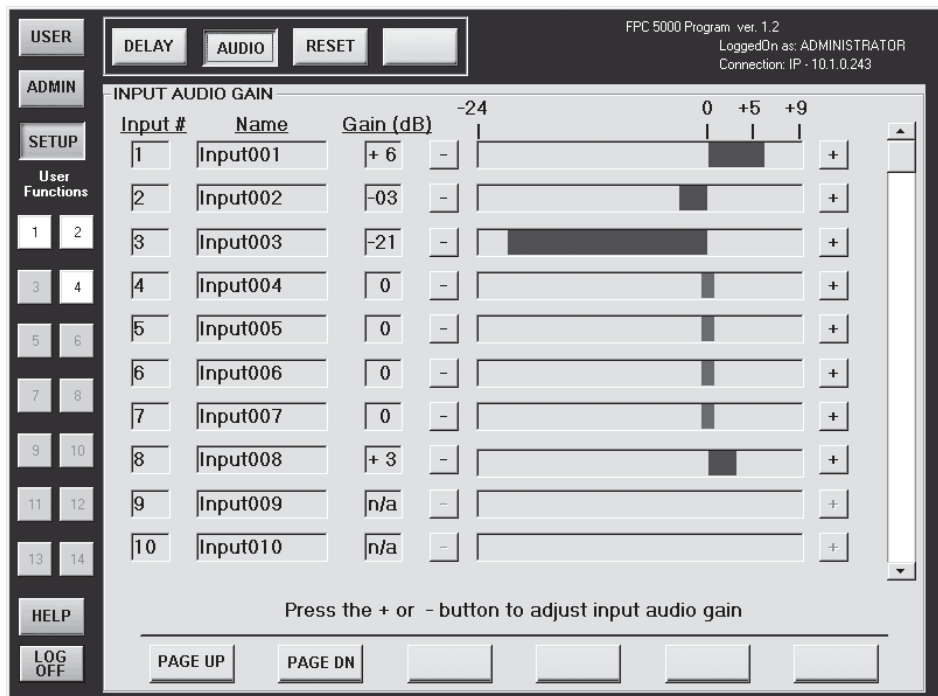 USER
ADMIN
SETUP
User
Functions
1 2
3 4
5 6
7 8
9 10
11 12
13 14
HELP
LOG
OFF
DELAY AUDIO RESET
FPC 5000 Program ver. 1.2
LoggedOn as: ADMINISTRATOR
Connection: IP - 10.1.0.243
INPUT AUDIO GAIN
-24 0 +5 +9
Input # Name Gain (dB)
1 Input001 + 6 - +
2 Input002 -03 - +
3 Input003 -21 - +
4 Input004 0 - +
5 Input005 0 - +
6 Input006 0 - +
7 Input007 0 - +
8 Input008 + 3 - +
9 Input009 n/a - +
10 Input010 n/a - +
Press the + or - button to adjust input audio gain
PAGE UP PAGE DN